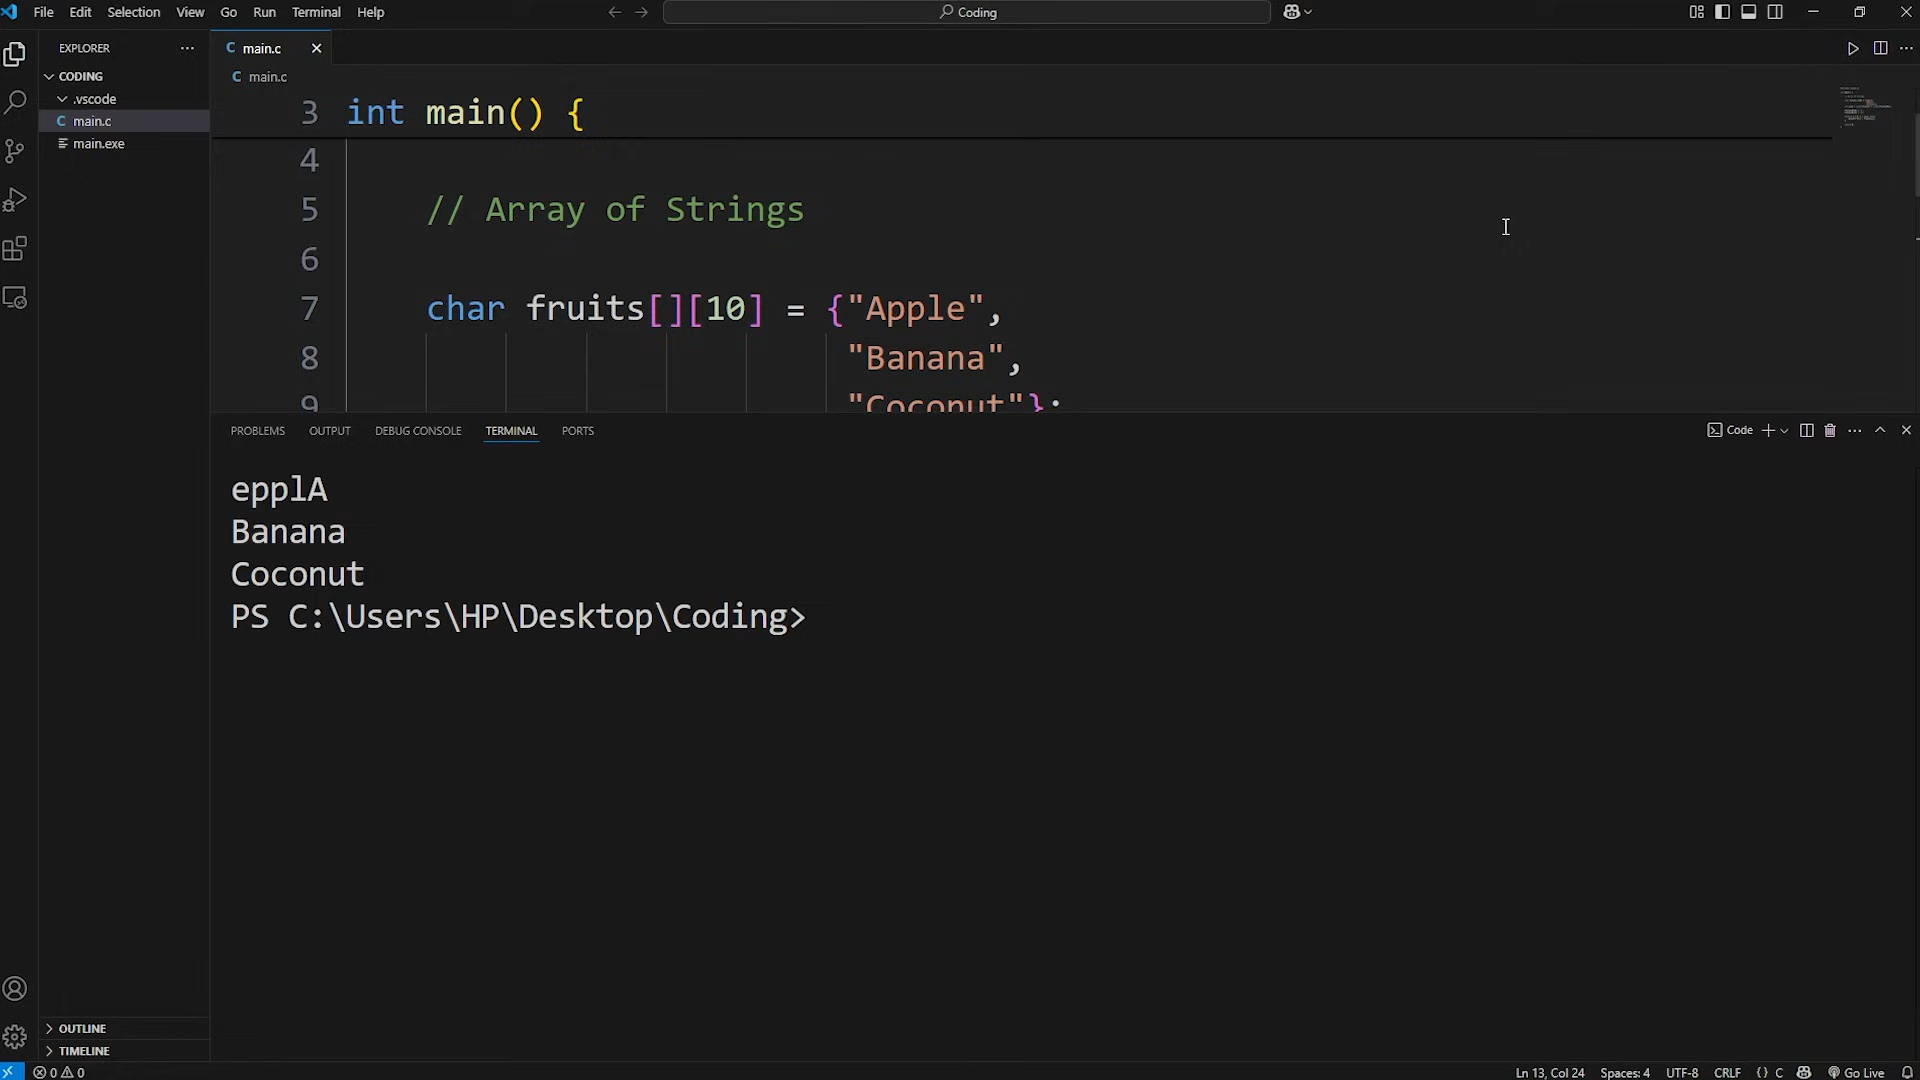 File Edit Selection View Go Run Terminal Help
Coding
EXPLORER
CODING
.vscode
C main.c
main.exe
C main.c
C main.c
3 int main() {
4
5 // Array of Strings
6
7 char fruits[][10] = {"Apple",
8 "Banana",
9 "Coconut"};
PROBLEMS OUTPUT DEBUG CONSOLE TERMINAL PORTS
Code
epplA
Banana
Coconut
PS C:\Users\HP\Desktop\Coding>
OUTLINE
TIMELINE
0 0
Ln 13, Col 24 Spaces: 4 UTF-8 CRLF {} C Go Live